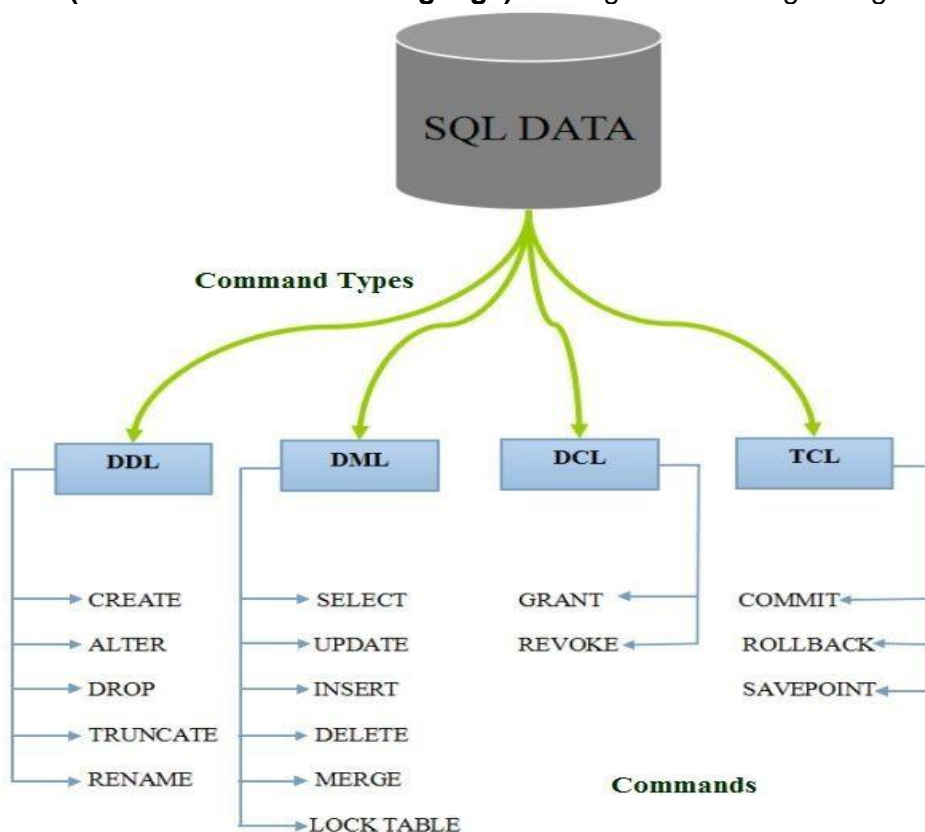 SQL DATA
Command Types
DDL
DML
DCL
TCL
CREATE
ALTER
DROP
TRUNCATE
RENAME
SELECT
UPDATE
INSERT
DELETE
MERGE
LOCK TABLE
GRANT
REVOKE
COMMIT
ROLLBACK
SAVEPOINT
Commands